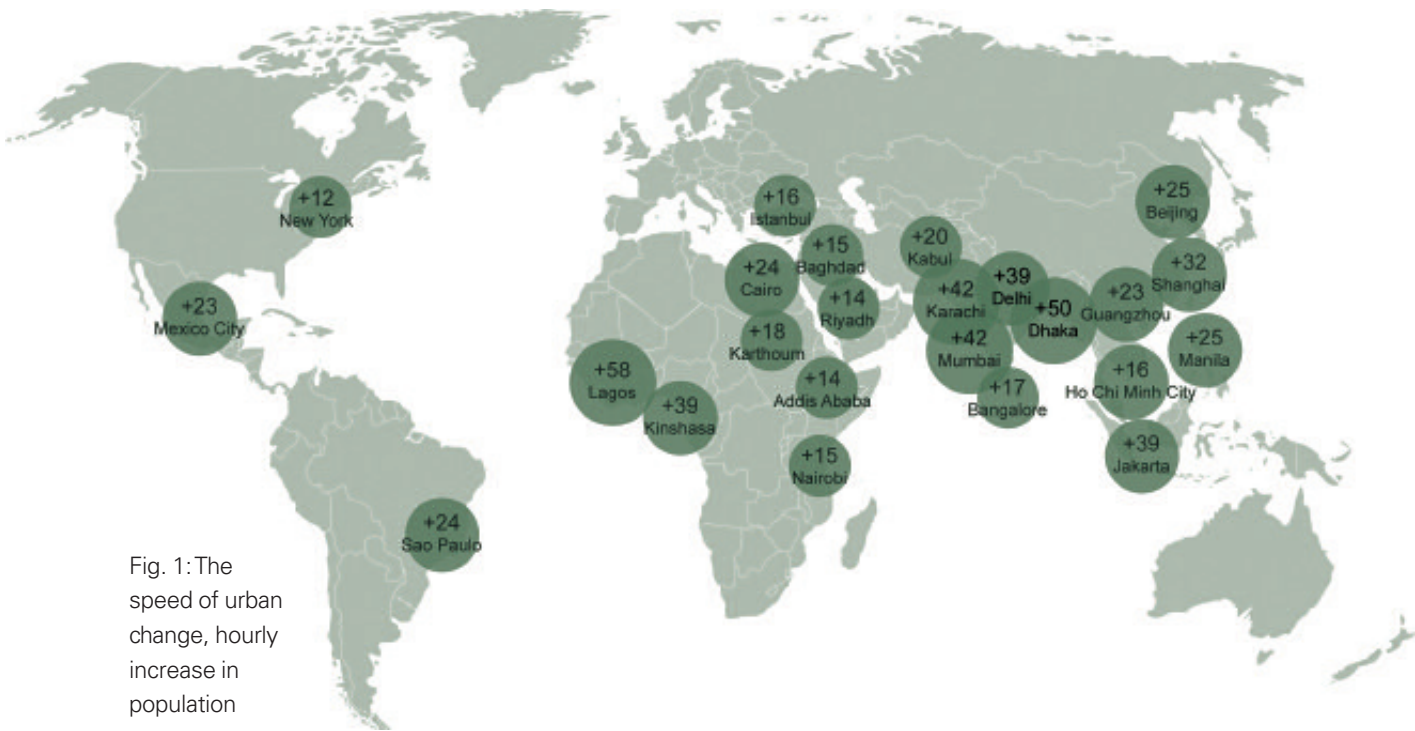 +12
New York
+23
Mexico City
+24
Sao Paulo
+16
Istanbul
+15
Baghdad
+24
Cairo
+14
Riyadh
+18
Karthoum
+58
Lagos
+39
Kinshasa
+14
Addis Ababa
+15
Nairobi
+20
Kabul
+42
Karachi
+39
Delhi
+50
Dhaka
+42
Mumbai
+17
Bangalore
+25
Beijing
+32
Shanghai
+23
Guangzhou
+25
Manila
+16
Ho Chi Minh City
+39
Jakarta
Fig. 1: The
speed of urban
change, hourly
increase in
population